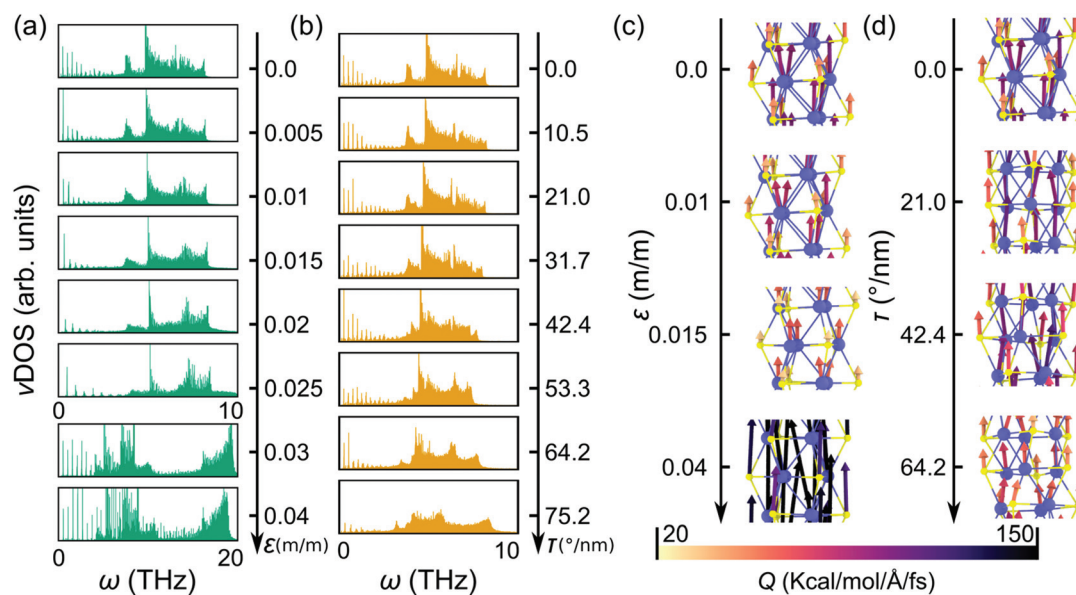 (a)
0.0
0.005
0.01
0.015
0.02
0.025
0 10
0.03
0.04
0 20
ε(m/m)
vDOS (arb. units)
ω (THz)
(b)
0.0
10.5
21.0
31.7
42.4
53.3
64.2
75.2
0 10
τ(°/nm)
ω (THz)
(c)
0.0
0.01
0.015
0.04
ε (m/m)
(d)
0.0
21.0
42.4
64.2
τ (°/nm)
20 150
Q (Kcal/mol/Å/fs)